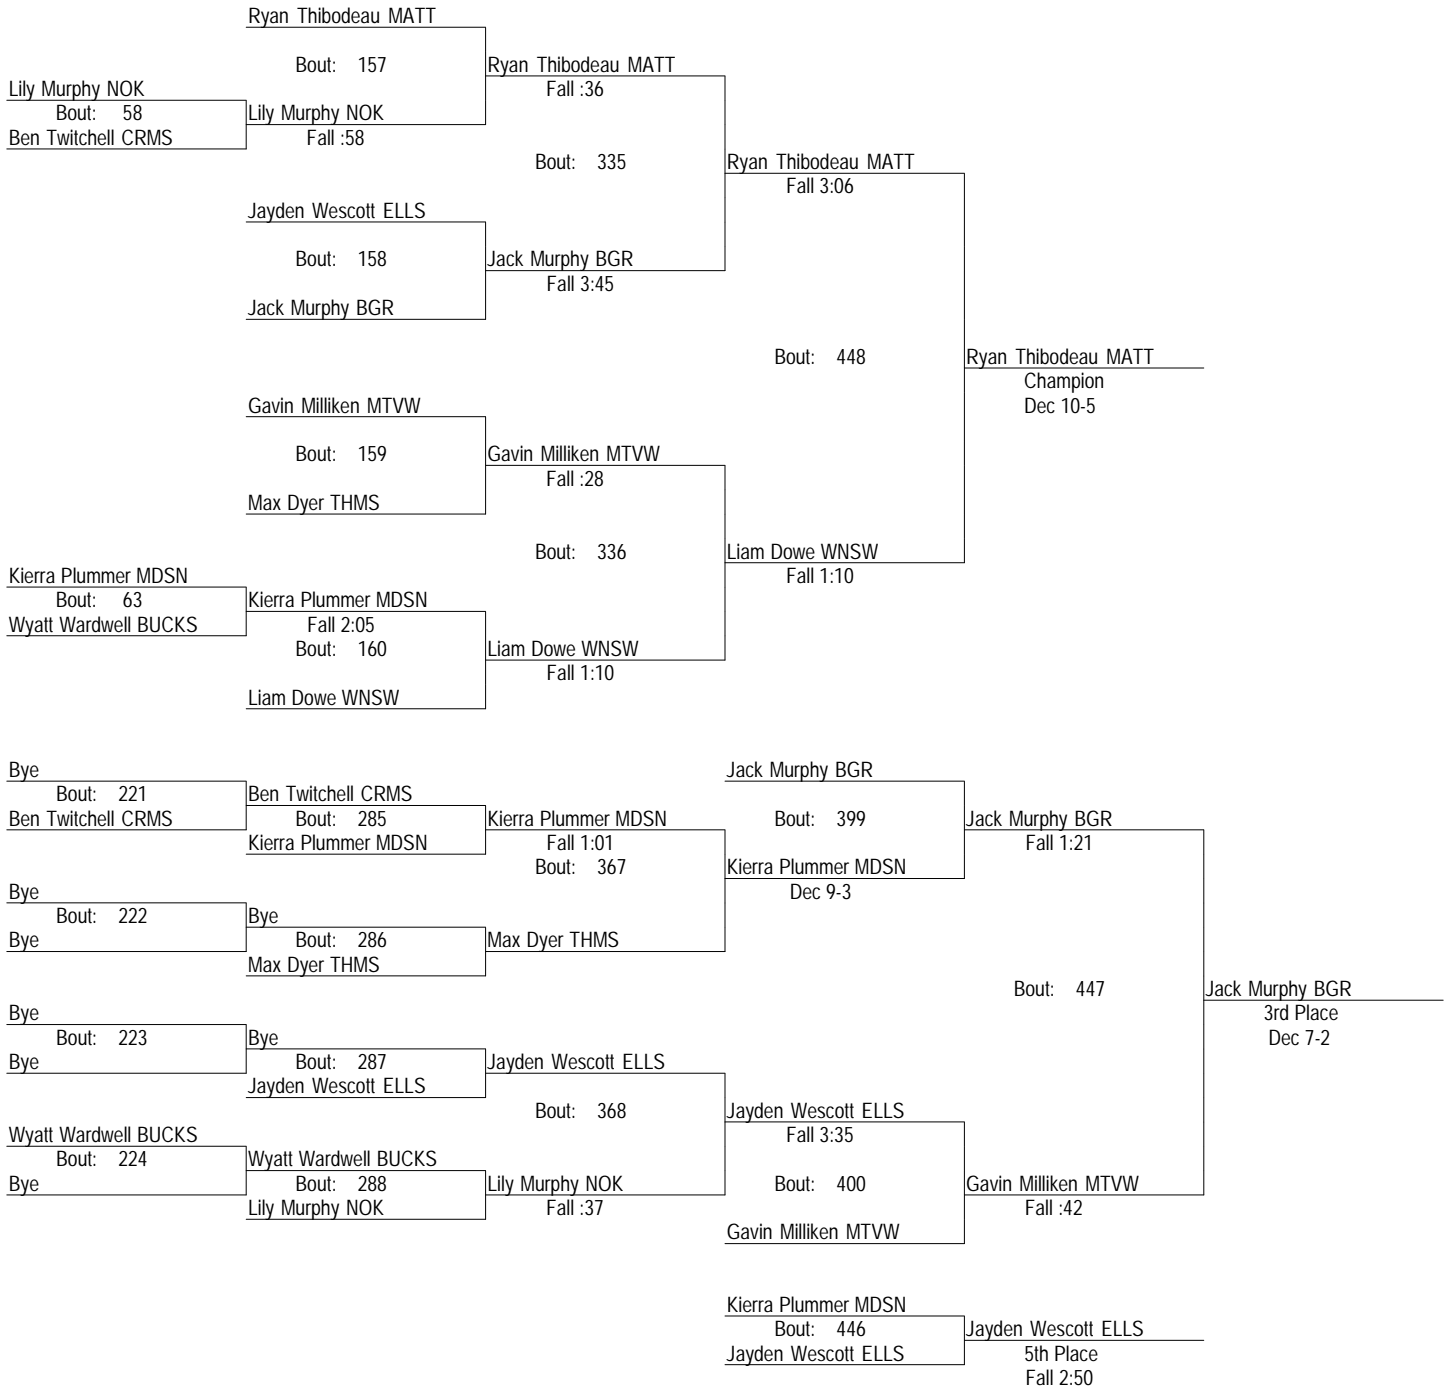 Ryan Thibodeau MATT
Bout: 157
Ryan Thibodeau MATT
Fall :36
Lily Murphy NOK
Bout: 58
Lily Murphy NOK
Ben Twitchell CRMS
Fall :58
Bout: 335
Ryan Thibodeau MATT
Fall 3:06
Jayden Wescott ELLS
Bout: 158
Jack Murphy BGR
Fall 3:45
Jack Murphy BGR
Bout: 448
Ryan Thibodeau MATT
Champion
Dec 10-5
Gavin Milliken MTVW
Bout: 159
Gavin Milliken MTVW
Fall :28
Max Dyer THMS
Bout: 336
Liam Dowe WNSW
Fall 1:10
Kierra Plummer MDSN
Bout: 63
Kierra Plummer MDSN
Wyatt Wardwell BUCKS
Fall 2:05
Bout: 160
Liam Dowe WNSW
Fall 1:10
Liam Dowe WNSW
Bye
Jack Murphy BGR
Bout: 221
Ben Twitchell CRMS
Ben Twitchell CRMS
Bout: 285
Kierra Plummer MDSN
Bout: 399
Jack Murphy BGR
Kierra Plummer MDSN
Fall 1:01
Fall 1:21
Bout: 367
Kierra Plummer MDSN
Dec 9-3
Bye
Bout: 222
Bye
Bye
Bout: 286
Max Dyer THMS
Max Dyer THMS
Bout: 447
Jack Murphy BGR
3rd Place
Dec 7-2
Bye
Bout: 223
Bye
Bye
Bout: 287
Jayden Wescott ELLS
Jayden Wescott ELLS
Bout: 368
Jayden Wescott ELLS
Fall 3:35
Wyatt Wardwell BUCKS
Bout: 224
Wyatt Wardwell BUCKS
Bye
Bout: 288
Lily Murphy NOK
Bout: 400
Gavin Milliken MTVW
Lily Murphy NOK
Fall :37
Fall :42
Gavin Milliken MTVW
Kierra Plummer MDSN
Bout: 446
Jayden Wescott ELLS
Jayden Wescott ELLS
5th Place
Fall 2:50